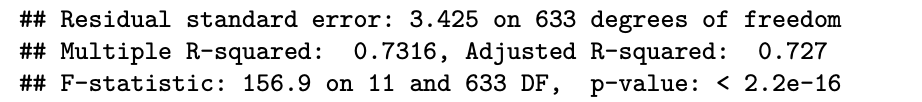 ## Residual standard error: 3.425 on 633 degrees of freedom
## Multiple R-squared:  0.7316, Adjusted R-squared:  0.727
## F-statistic: 156.9 on 11 and 633 DF,  p-value: < 2.2e-16